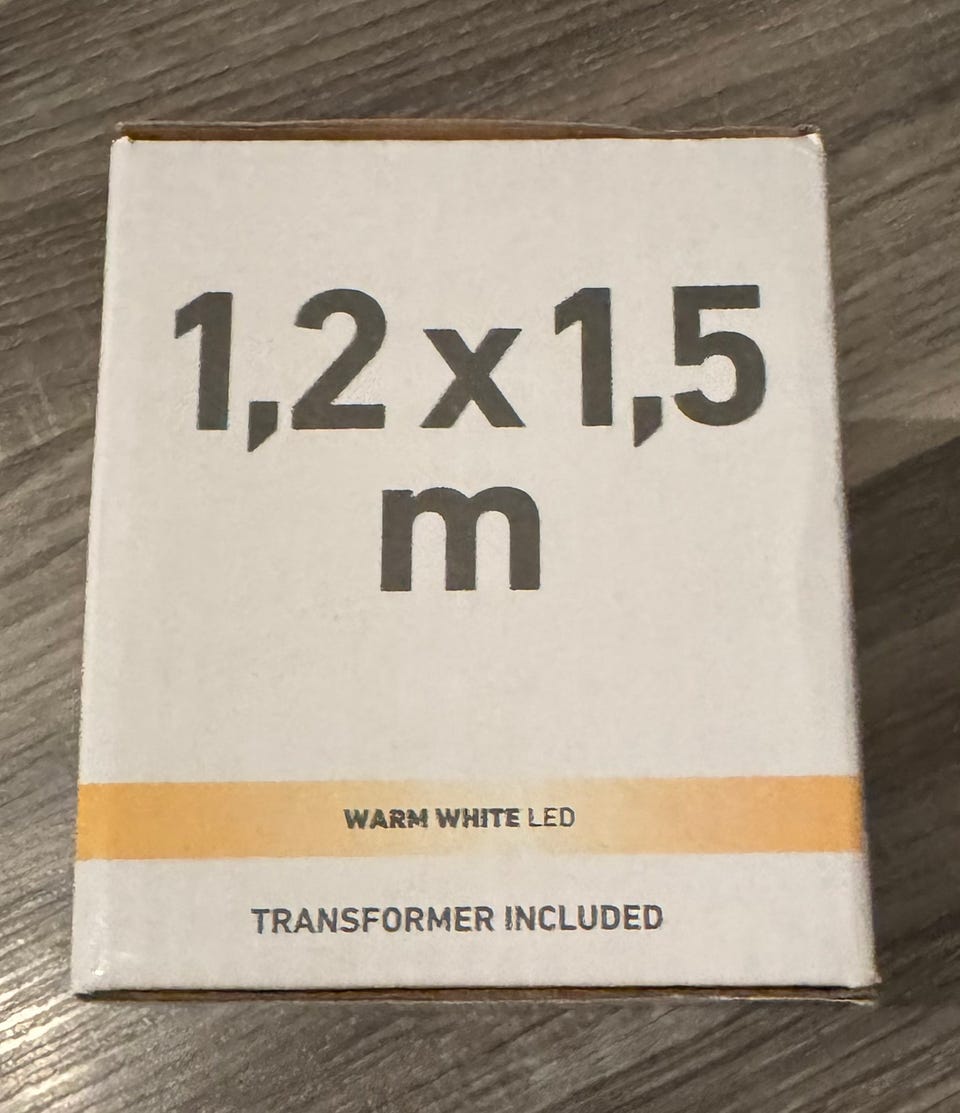 1,2 x 1,5
m
WARM WHITE LED
TRANSFORMER INCLUDED